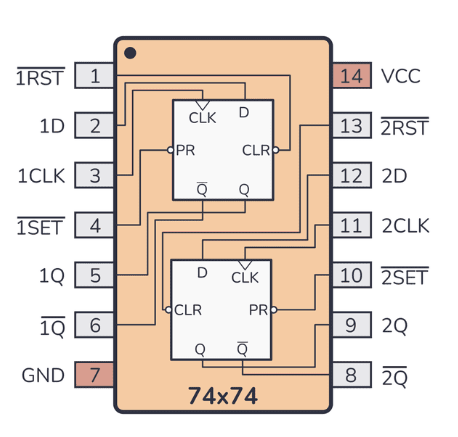 1RST 1 14 VCC
1D 2 13 2RST
1CLK 3 12 2D
1SET 4 11 2CLK
1Q 5 10 2SET
1Q 6 9 2Q
GND 7 8 2Q
CLK D
PR CLR
Q Q
D CLK
CLR PR
Q Q
74x74